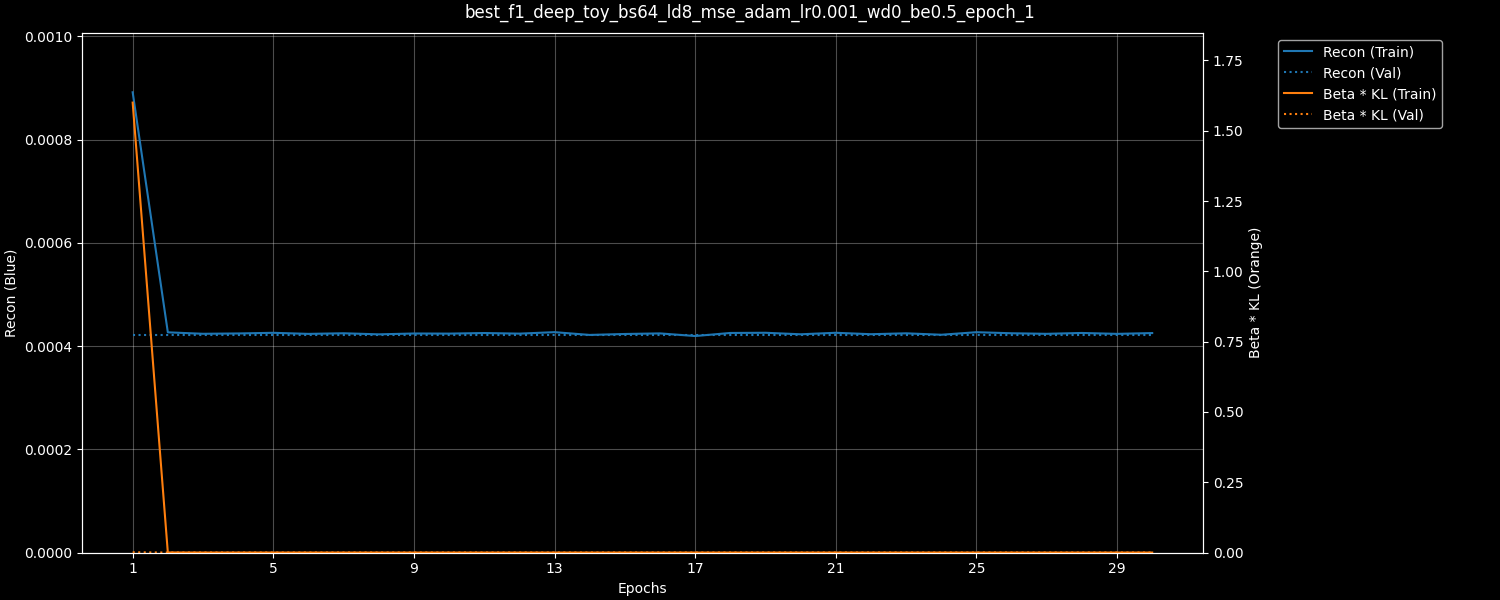 best_f1_deep_toy_bs64_ld8_mse_adam_lr0.001_wd0_be0.5_epoch_1
Recon (Blue)
0.0010
0.0008
0.0006
0.0004
0.0002
0.0000
1 5 9 13 17 21 25 29
Epochs
1.75
1.50
1.25
1.00
0.75
0.50
0.25
0.00
Beta * KL (Orange)
Recon (Train)
Recon (Val)
Beta * KL (Train)
Beta * KL (Val)